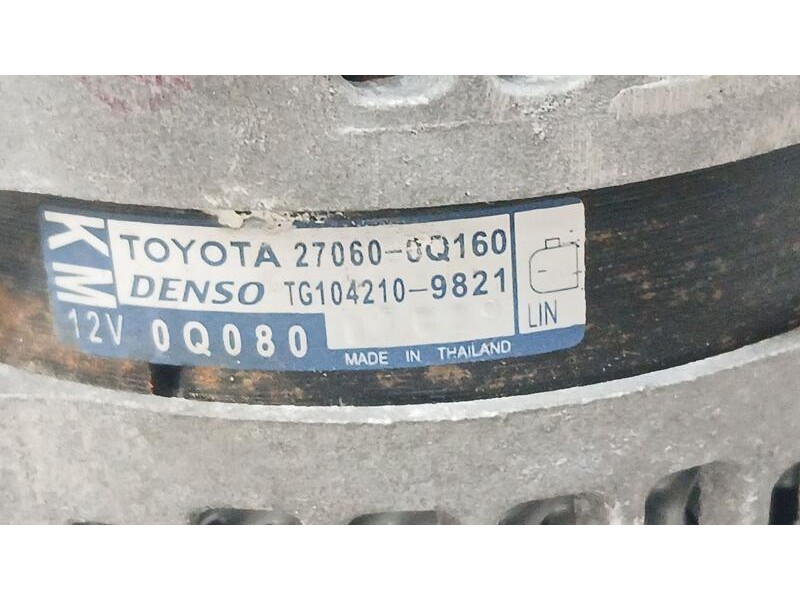 KM
TOYOTA 27060-0Q160
DENSO TG104210-9821
12V 0Q080
MADE IN THAILAND
LIN